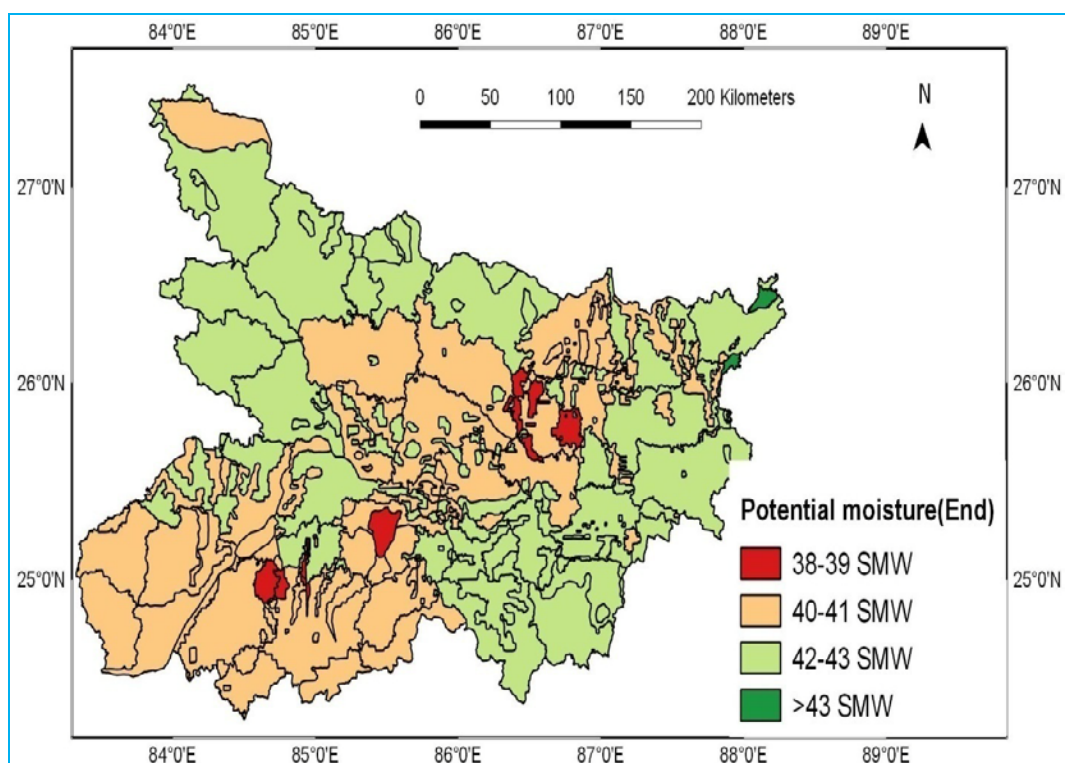 84°0'E 85°0'E 86°0'E 87°0'E 88°0'E 89°0'E
0 50 100 150 200 Kilometers
N
27°0'N 27°0'N
26°0'N 26°0'N
Potential moisture(End)
38-39 SMW
25°0'N 25°0'N
40-41 SMW
42-43 SMW
>43 SMW
84°0'E 85°0'E 86°0'E 87°0'E 88°0'E 89°0'E